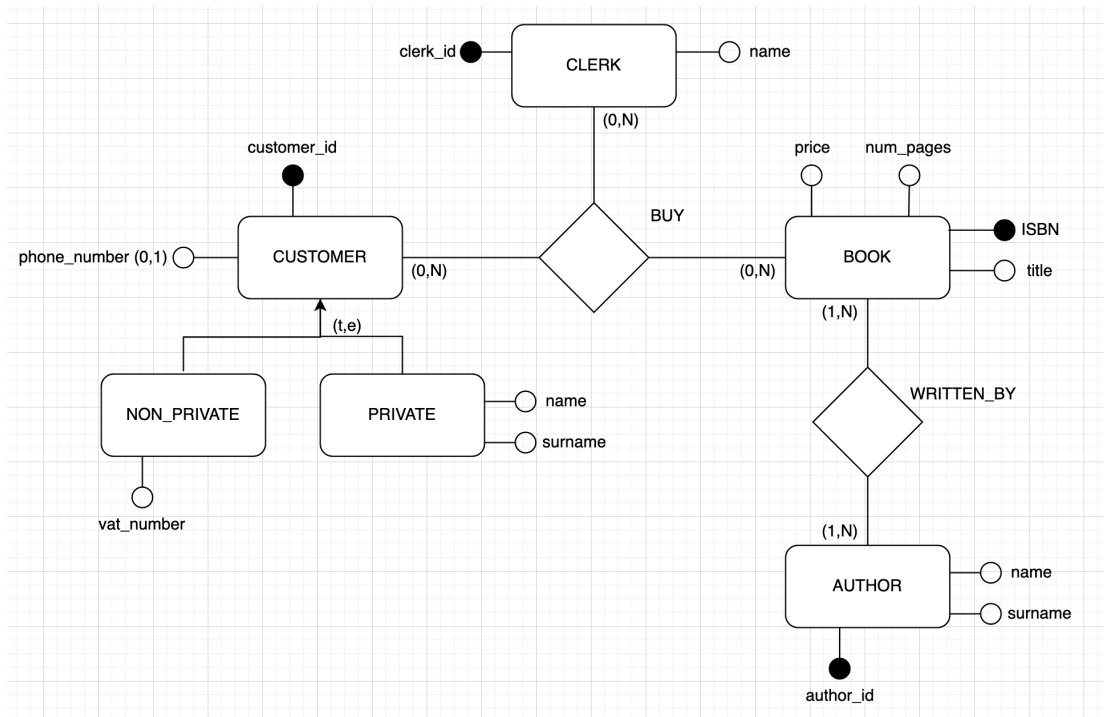 clerk_id
CLERK
name
(0,N)
customer_id
price
num_pages
BUY
ISBN
phone_number (0,1)
CUSTOMER
(0,N)
(0,N)
BOOK
title
(1,N)
(t,e)
NON_PRIVATE
PRIVATE
name
surname
WRITTEN_BY
vat_number
(1,N)
AUTHOR
name
surname
author_id